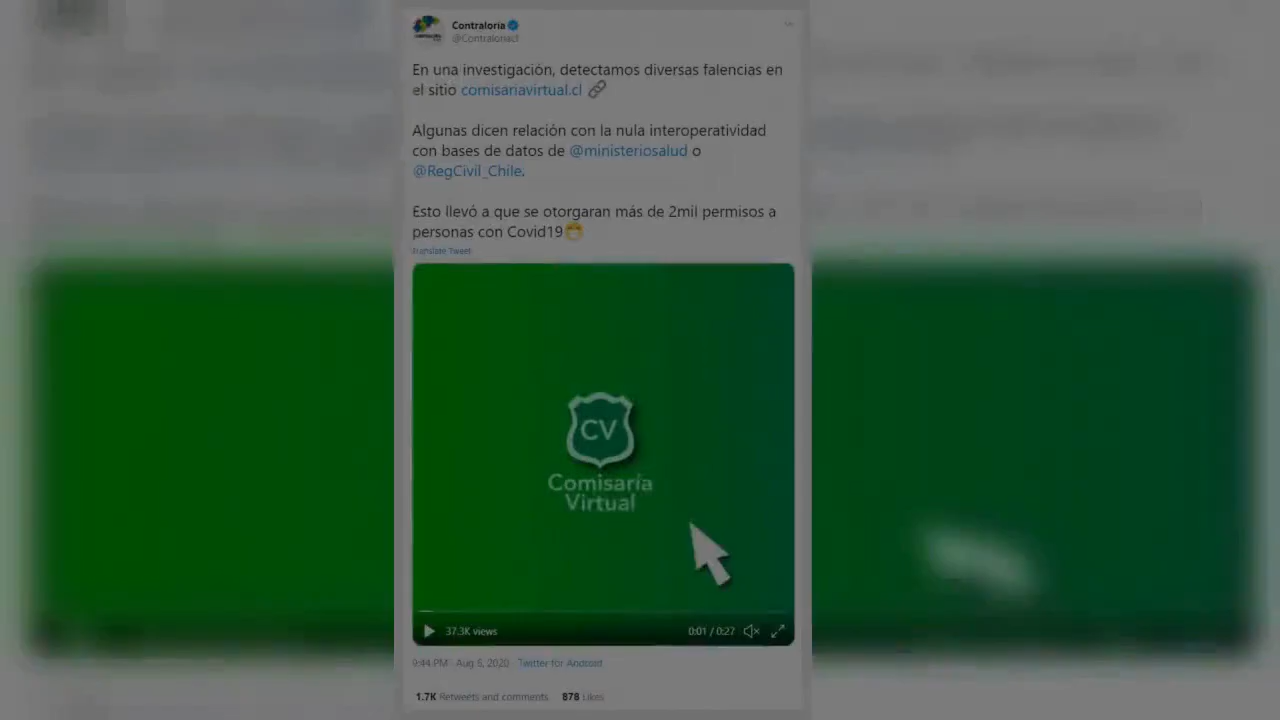 Contraloría
@Contraloriacl
En una investigación, detectamos diversas falencias en
el sitio comisariavirtual.cl
Algunas dicen relación con la nula interoperatividad
con bases de datos de @ministeriosalud o
@RegCivil_Chile.
Esto llevó a que se otorgaran más de 2mil permisos a
personas con Covid19
Translate Tweet
CV
Comisaría
Virtual
37.3K views
0:01 / 0:27
9:44 PM · Aug 6, 2020 · Twitter for Android
1.7K Retweets and comments 878 Likes